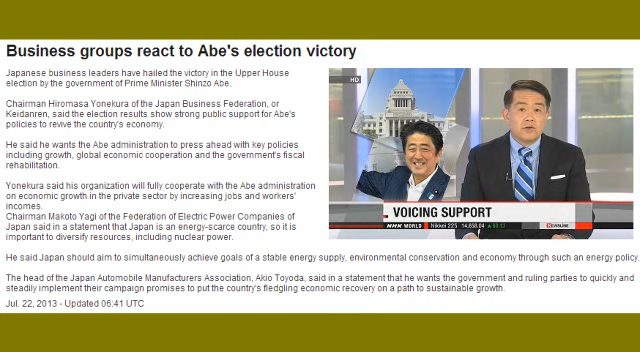 Business groups react to Abe's election victory
Japanese business leaders have hailed the victory in the Upper House
election by the government of Prime Minister Shinzo Abe.
Chairman Hiromasa Yonekura of the Japan Business Federation, or
Keidanren, said the election results show strong public support for Abe's
policies to revive the country's economy.
He said he wants the Abe administration to press ahead with key policies
including growth, global economic cooperation and the government's fiscal
rehabilitation.
Yonekura said his organization will fully cooperate with the Abe administration
on economic growth in the private sector by increasing jobs and workers'
incomes.
Chairman Makoto Yagi of the Federation of Electric Power Companies of
Japan said in a statement that Japan is an energy-scarce country, so it is
important to diversify resources, including nuclear power.
HD
VOICING SUPPORT
NHK WORLD Nikkei 225 14,658.04
He said Japan should aim to simultaneously achieve goals of a stable energy supply, environmental conservation and economy through such an energy policy.
The head of the Japan Automobile Manufacturers Association, Akio Toyoda, said in a statement that he wants the government and ruling parties to quickly and
steadily implement their campaign promises to put the country's fledgling economic recovery on a path to sustainable growth.
Jul. 22, 2013 - Updated 06:41 UTC